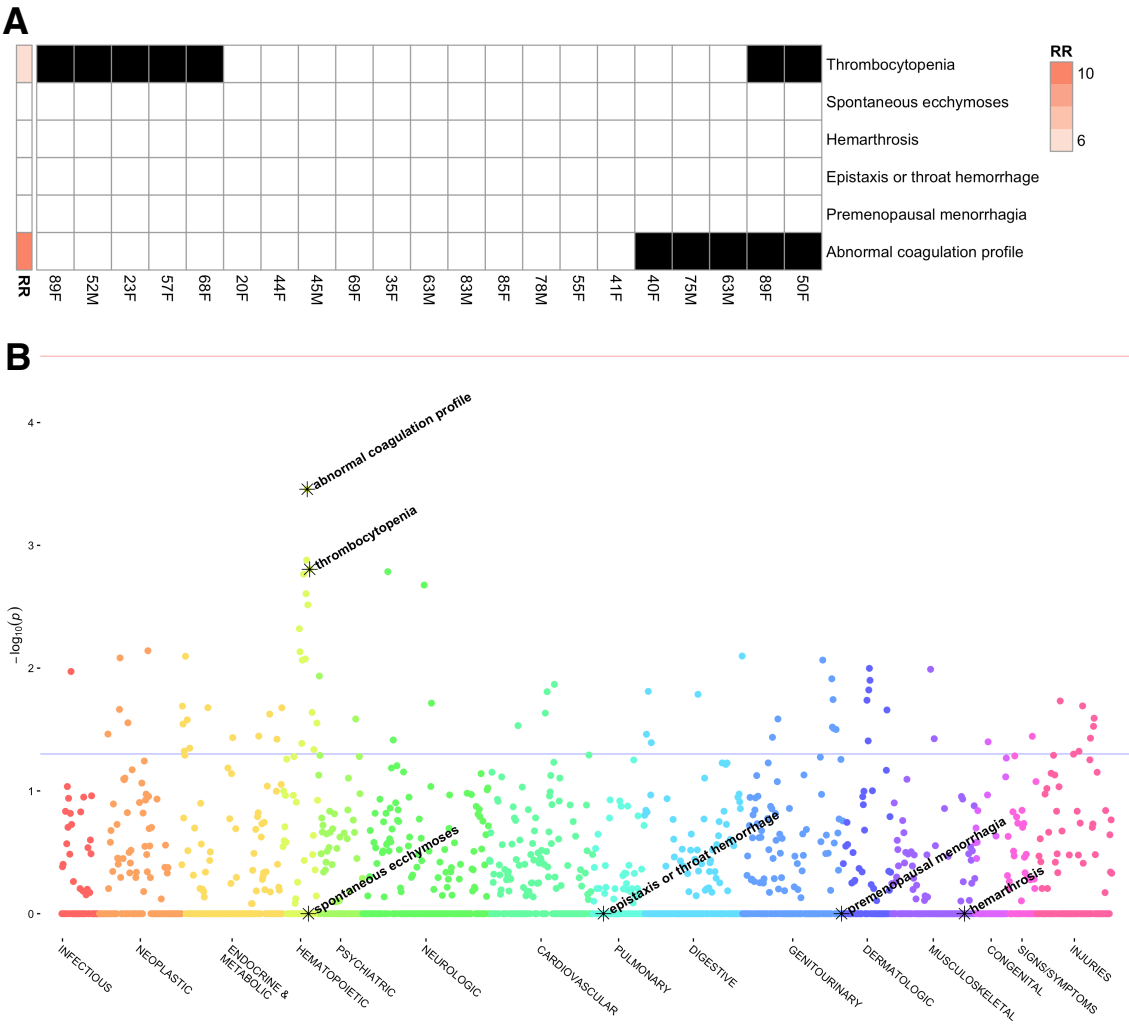 A
RR
10
6
Thrombocytopenia
Spontaneous ecchymoses
Hemarthrosis
Epistaxis or throat hemorrhage
Premenopausal menorrhagia
Abnormal coagulation profile
RR 89F 52M 23F 57F 68F 20F 44F 45M 69F 35F 63M 83M 85F 78M 55F 41F 40F 75M 63M 89F 50F
B
4
abnormal coagulation profile
3
thrombocytopenia
−log10(p)
2
1
spontaneous ecchymoses
epistaxis or throat hemorrhage
premenopausal menorrhagia
hemarthrosis
0
INFECTIOUS
NEOPLASTIC
ENDOCRINE &
METABOLIC
HEMATOPOIETIC
PSYCHIATRIC
NEUROLOGIC
CARDIOVASCULAR
PULMONARY
DIGESTIVE
GENITOURINARY
DERMATOLOGIC
MUSCULOSKELETAL
CONGENITAL
SIGNS/SYMPTOMS
INJURIES